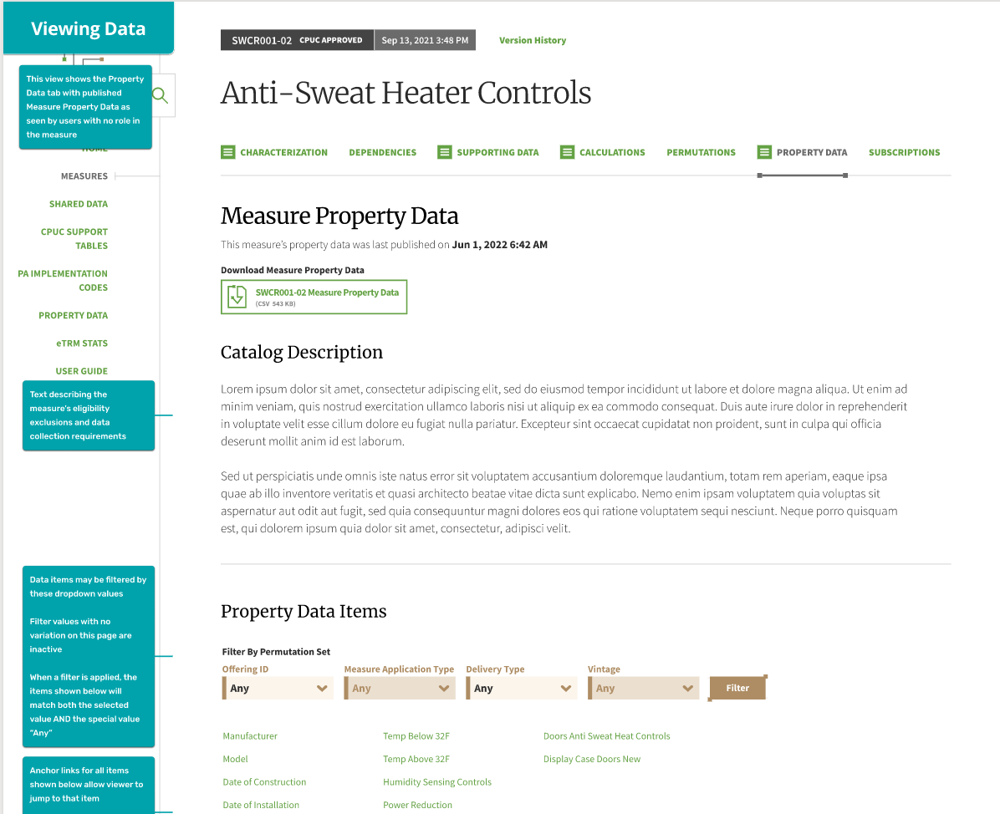 Viewing Data
This view shows the Property
Data tab with published
Measure Property Data as
seen by users with no role in
the measure
HOME
MEASURES
SHARED DATA
CPUC SUPPORT
TABLES
PA IMPLEMENTATION
CODES
PROPERTY DATA
eTRM STATS
USER GUIDE
Text describing the
measure's eligibility
exclusions and data
collection requirements
Data items may be filtered by
these dropdown values
Filter values with no
variation on this page are
inactive
When a filter is applied, the
items shown below will
match both the selected
value AND the special value
“Any”
Anchor links for all items
shown below allow viewer to
jump to that item
SWCR001-02 CPUC APPROVED Sep 13, 2021 3:48 PM Version History
Anti-Sweat Heater Controls
CHARACTERIZATION DEPENDENCIES SUPPORTING DATA CALCULATIONS PERMUTATIONS PROPERTY DATA SUBSCRIPTIONS
Measure Property Data
This measure’s property data was last published on Jun 1, 2022 6:42 AM
Download Measure Property Data
SWCR001-02 Measure Property Data
(CSV 543 KB)
Catalog Description
Lorem ipsum dolor sit amet, consectetur adipiscing elit, sed do eiusmod tempor incididunt ut labore et dolore magna aliqua. Ut enim ad
minim veniam, quis nostrud exercitation ullamco laboris nisi ut aliquip ex ea commodo consequat. Duis aute irure dolor in reprehenderit
in voluptate velit esse cillum dolore eu fugiat nulla pariatur. Excepteur sint occaecat cupidatat non proident, sunt in culpa qui officia
deserunt mollit anim id est laborum.
Sed ut perspiciatis unde omnis iste natus error sit voluptatem accusantium doloremque laudantium, totam rem aperiam, eaque ipsa
quae ab illo inventore veritatis et quasi architecto beatae vitae dicta sunt explicabo. Nemo enim ipsam voluptatem quia voluptas sit
aspernatur aut odit aut fugit, sed quia consequuntur magni dolores eos qui ratione voluptatem sequi nesciunt. Neque porro quisquam
est, qui dolorem ipsum quia dolor sit amet, consectetur, adipisci velit.
Property Data Items
Filter By Permutation Set
Offering ID Measure Application Type Delivery Type Vintage
Any Any Any Any Filter
Manufacturer Temp Below 32F Doors Anti Sweat Heat Controls
Model Temp Above 32F Display Case Doors New
Date of Construction Humidity Sensing Controls
Date of Installation Power Reduction